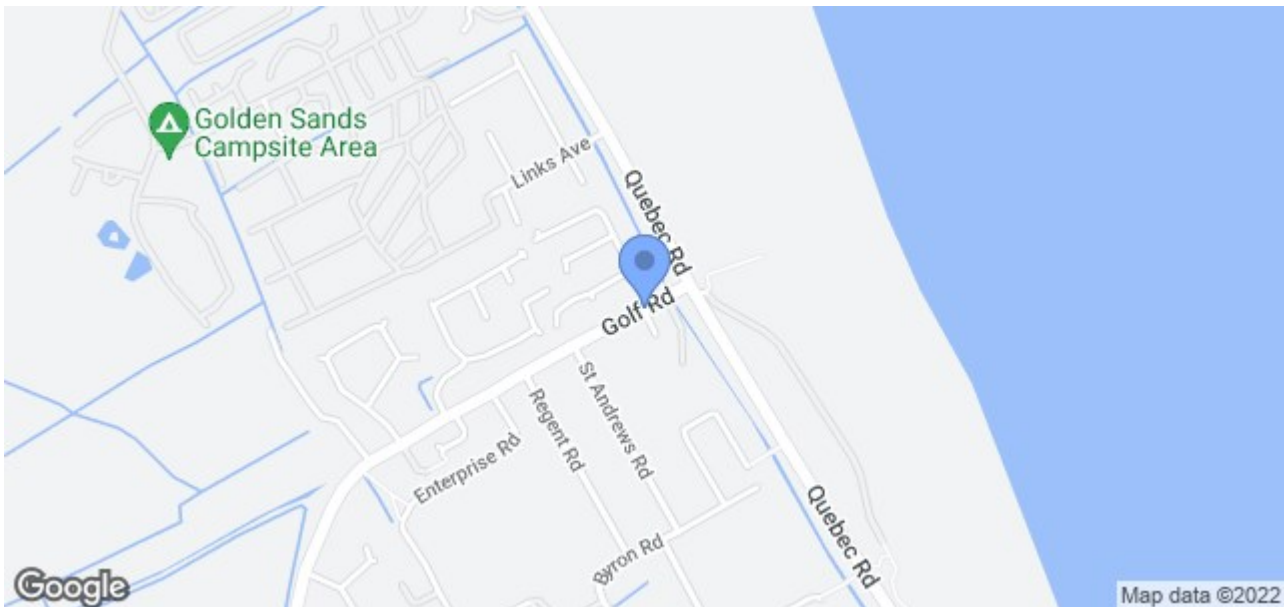 Golden Sands
Campsite Area
Links Ave
Quebec Rd
Golf Rd
St Andrews Rd
Regent Rd
Enterprise Rd
Quebec Rd
Byron Rd
Google
Map data ©2022